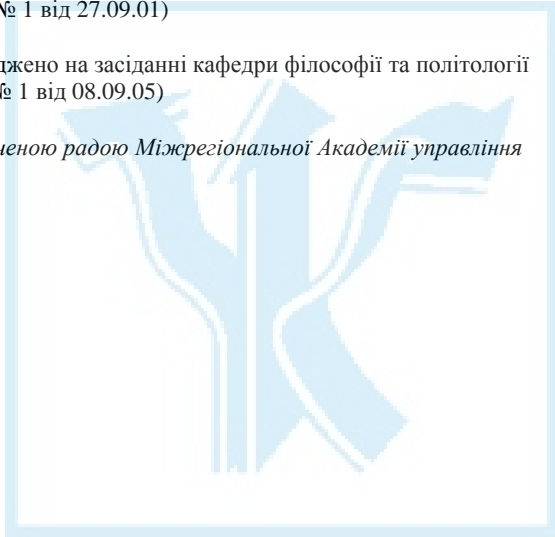 № 1 від 27.09.01)
джено на засіданні кафедри філософії та політології
№ 1 від 08.09.05)
ченою радою Міжрегіональної Академії управління